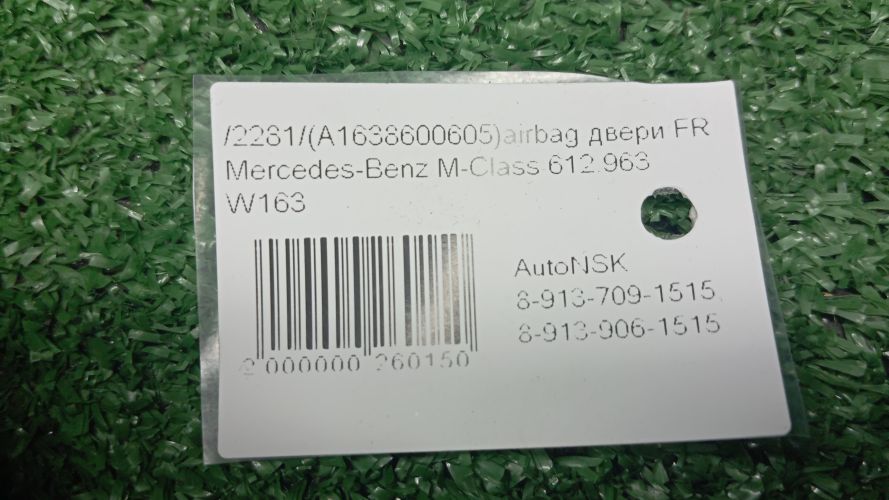 /2281/(A1638600605)airbag двери FR
Mercedes-Benz M-Class 612.963
W163
AutoNSK
8-913-709-1515
8-913-906-1515
2 000000 260150